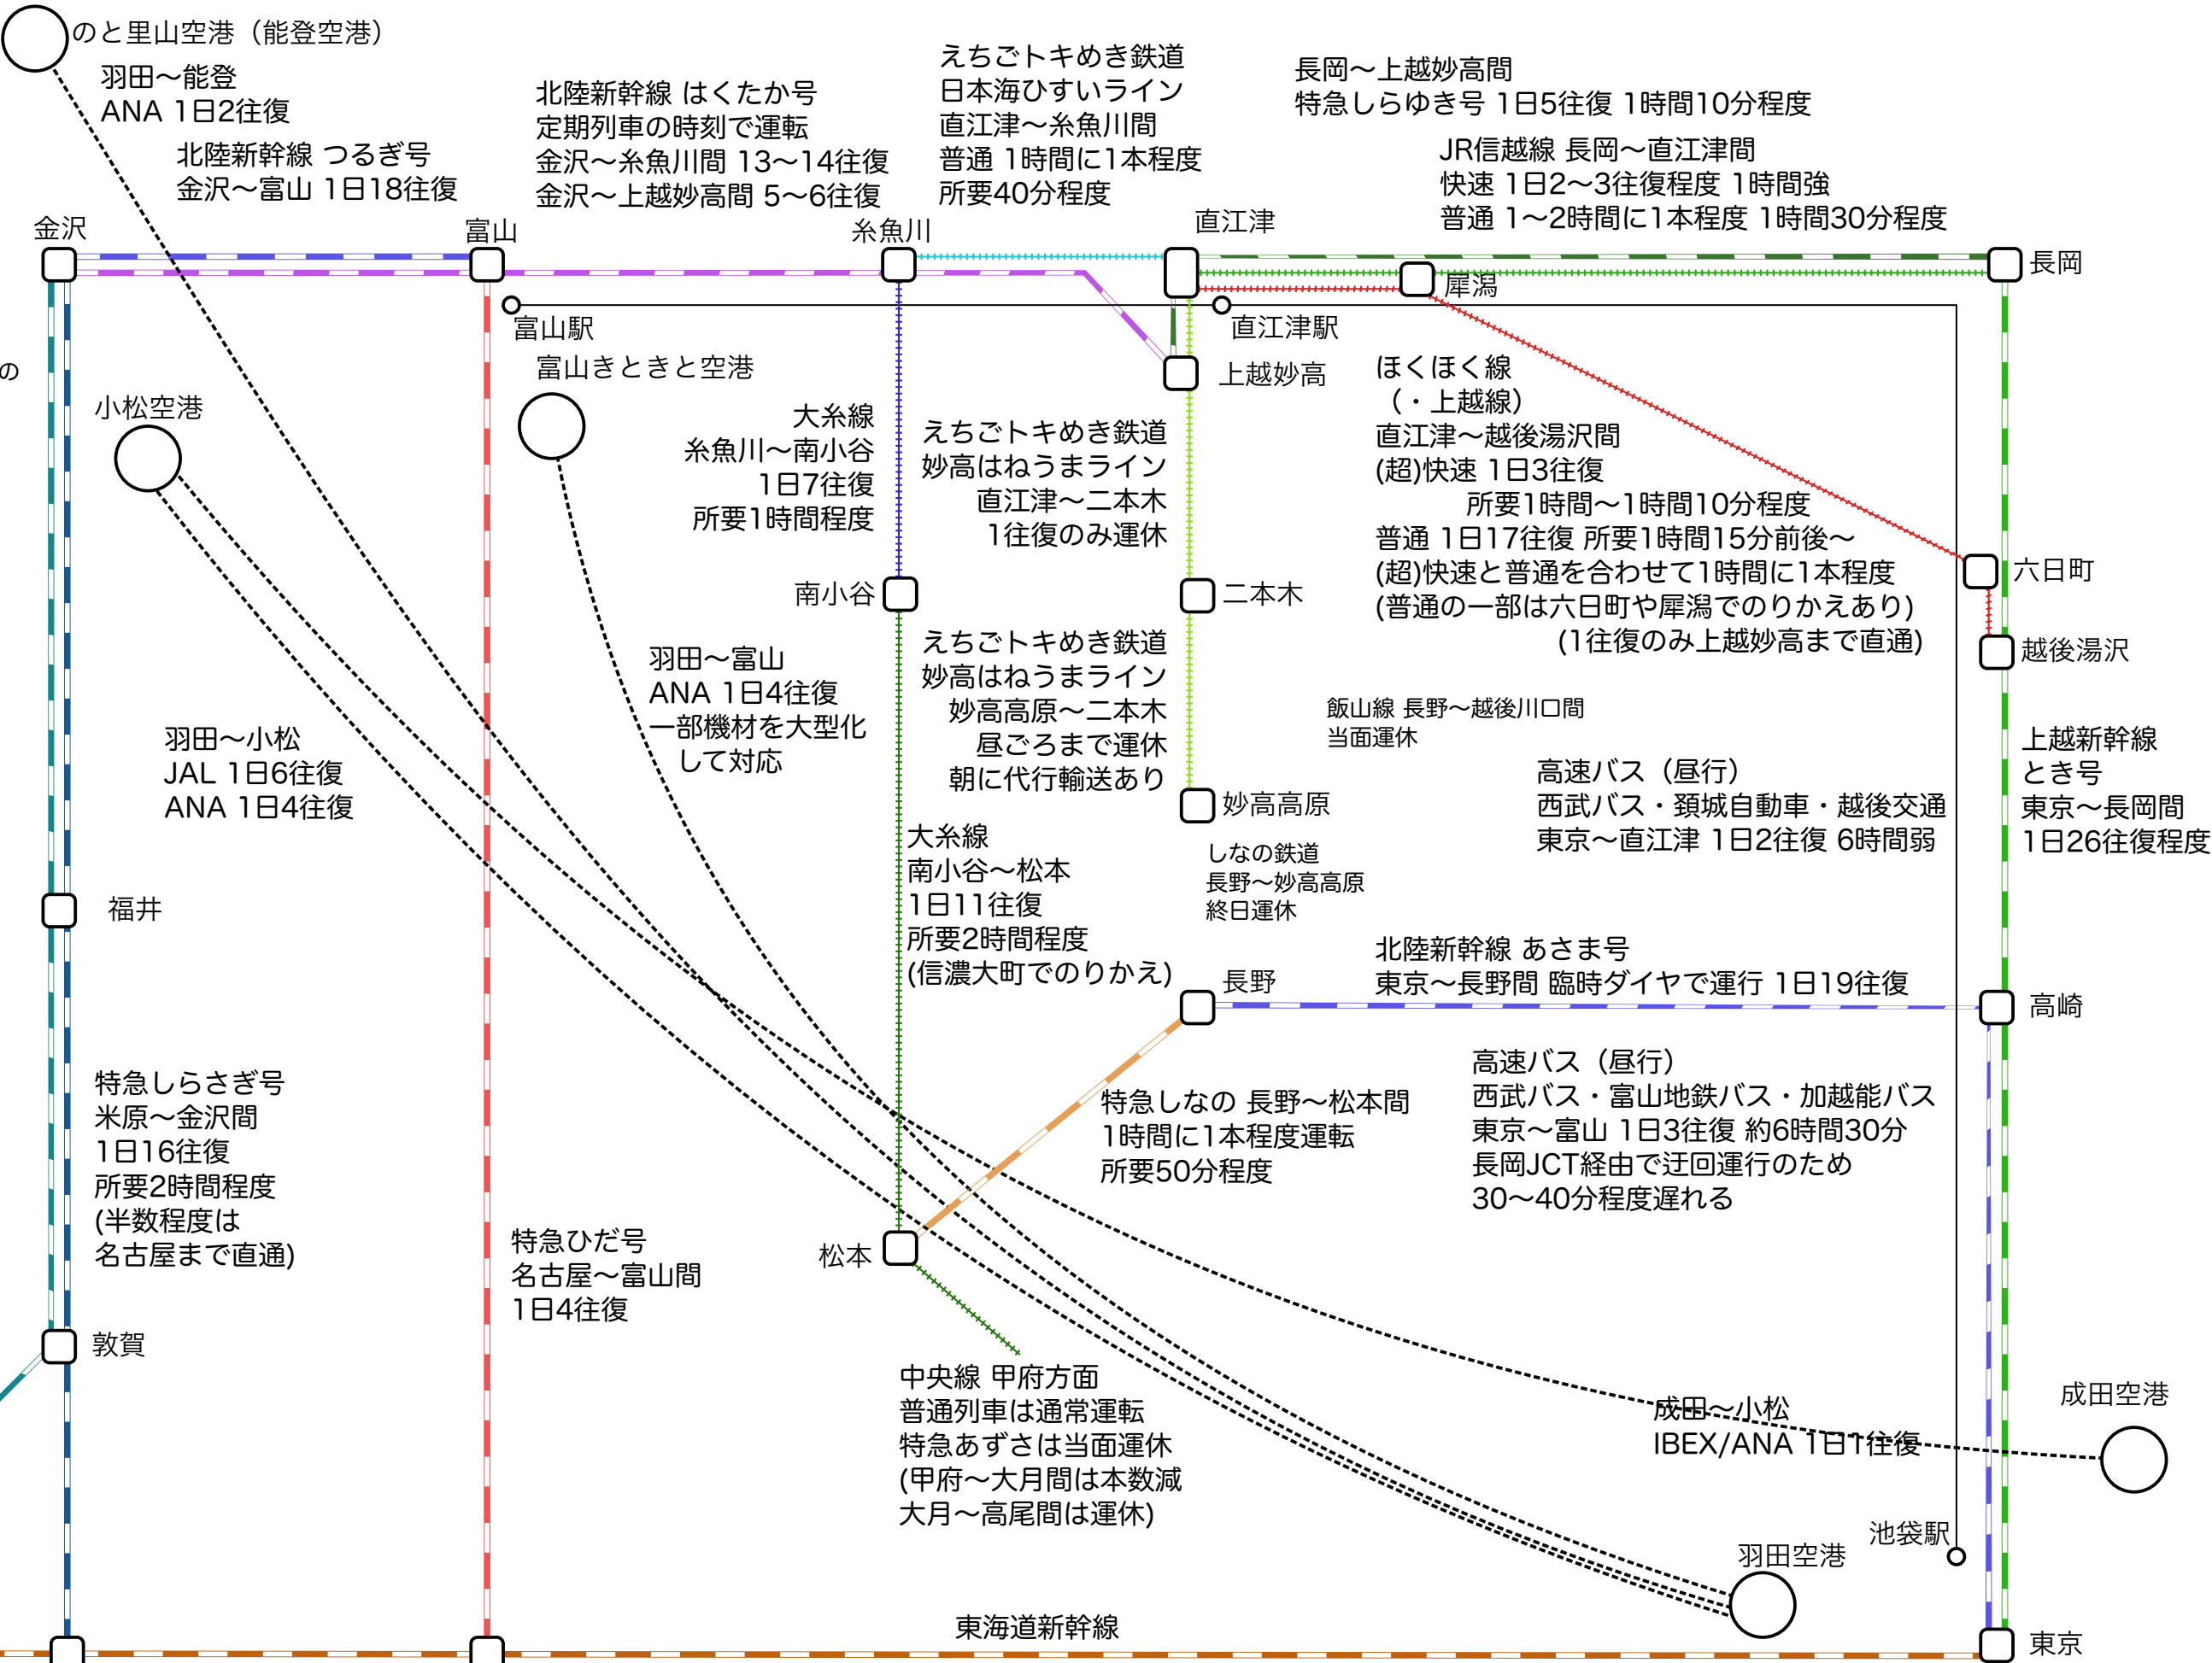 のと里山空港（能登空港）
羽田〜能登
ANA 1日2往復
北陸新幹線 つるぎ号
金沢〜富山 1日18往復
北陸新幹線 はくたか号
定期列車の時刻で運転
金沢〜糸魚川間 13〜14往復
金沢〜上越妙高間 5〜6往復
えちごトキめき鉄道
日本海ひすいライン
直江津〜糸魚川間
普通 1時間に1本程度
所要40分程度
長岡〜上越妙高間
特急しらゆき号 1日5往復 1時間10分程度
JR信越線 長岡〜直江津間
快速 1日2〜3往復程度 1時間強
普通 1〜2時間に1本程度 1時間30分程度
金沢
富山
糸魚川
直江津
長岡
犀潟
富山駅
直江津駅
富山きときと空港
上越妙高
の
小松空港
大糸線
糸魚川〜南小谷
1日7往復
所要1時間程度
えちごトキめき鉄道
妙高はねうまライン
直江津〜二本木
1往復のみ運休
ほくほく線
（・上越線）
直江津〜越後湯沢間
(超)快速 1日3往復
所要1時間〜1時間10分程度
普通 1日17往復 所要1時間15分前後〜
(超)快速と普通を合わせて1時間に1本程度
(普通の一部は六日町や犀潟でのりかえあり)
(1往復のみ上越妙高まで直通)
六日町
南小谷
二本木
越後湯沢
羽田〜富山
ANA 1日4往復
一部機材を大型化
して対応
えちごトキめき鉄道
妙高はねうまライン
妙高高原〜二本木
昼ごろまで運休
朝に代行輸送あり
飯山線 長野〜越後川口間
当面運休
羽田〜小松
JAL 1日6往復
ANA 1日4往復
高速バス（昼行）
西武バス・頚城自動車・越後交通
東京〜直江津 1日2往復 6時間弱
上越新幹線
とき号
東京〜長岡間
1日26往復程度
妙高高原
大糸線
南小谷〜松本
1日11往復
所要2時間程度
(信濃大町でのりかえ)
しなの鉄道
長野〜妙高高原
終日運休
福井
北陸新幹線 あさま号
東京〜長野間 臨時ダイヤで運行 1日19往復
長野
高崎
特急しらさぎ号
米原〜金沢間
1日16往復
所要2時間程度
(半数程度は
名古屋まで直通)
特急しなの 長野〜松本間
1時間に1本程度運転
所要50分程度
高速バス（昼行）
西武バス・富山地鉄バス・加越能バス
東京〜富山 1日3往復 約6時間30分
長岡JCT経由で迂回運行のため
30〜40分程度遅れる
特急ひだ号
名古屋〜富山間
1日4往復
松本
敦賀
中央線 甲府方面
普通列車は通常運転
特急あずさは当面運休
(甲府〜大月間は本数減
大月〜高尾間は運休)
成田空港
成田〜小松
IBEX/ANA 1日1往復
池袋駅
羽田空港
東海道新幹線
東京